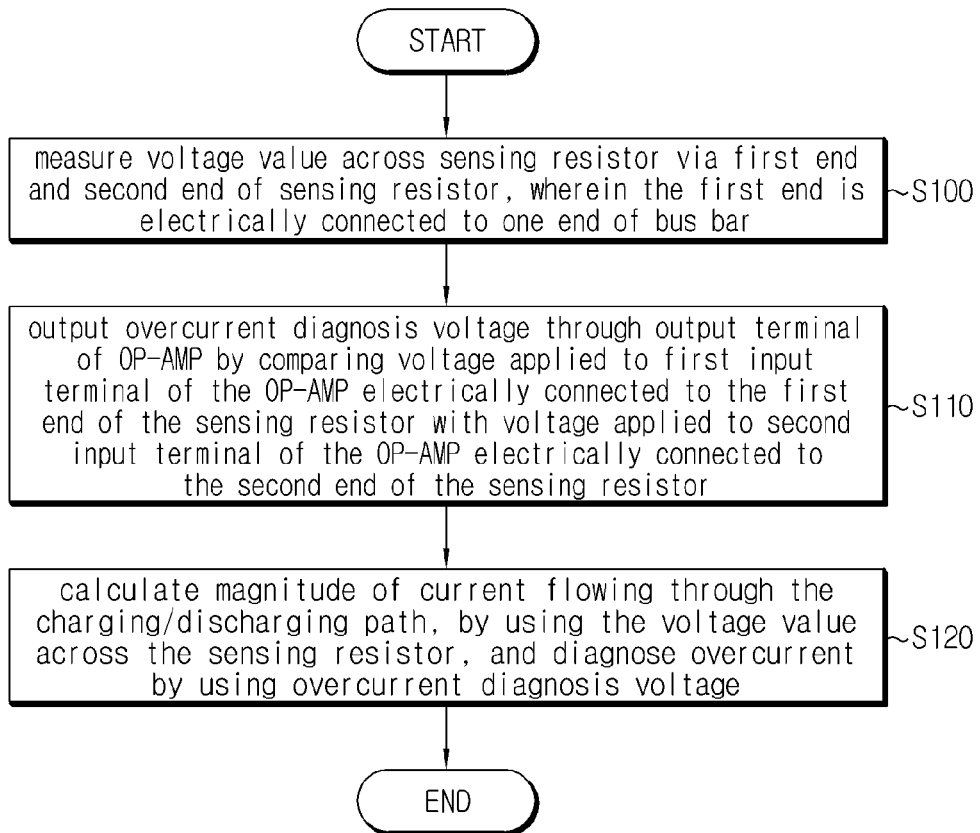 START
measure voltage value across sensing resistor via first end
and second end of sensing resistor, wherein the first end is
electrically connected to one end of bus bar
~S100
output overcurrent diagnosis voltage through output terminal
of OP-AMP by comparing voltage applied to first input
terminal of the OP-AMP electrically connected to the first
end of the sensing resistor with voltage applied to second
input terminal of the OP-AMP electrically connected to
the second end of the sensing resistor
~S110
calculate magnitude of current flowing through the
charging/discharging path, by using the voltage value
across the sensing resistor, and diagnose overcurrent
by using overcurrent diagnosis voltage
~S120
END